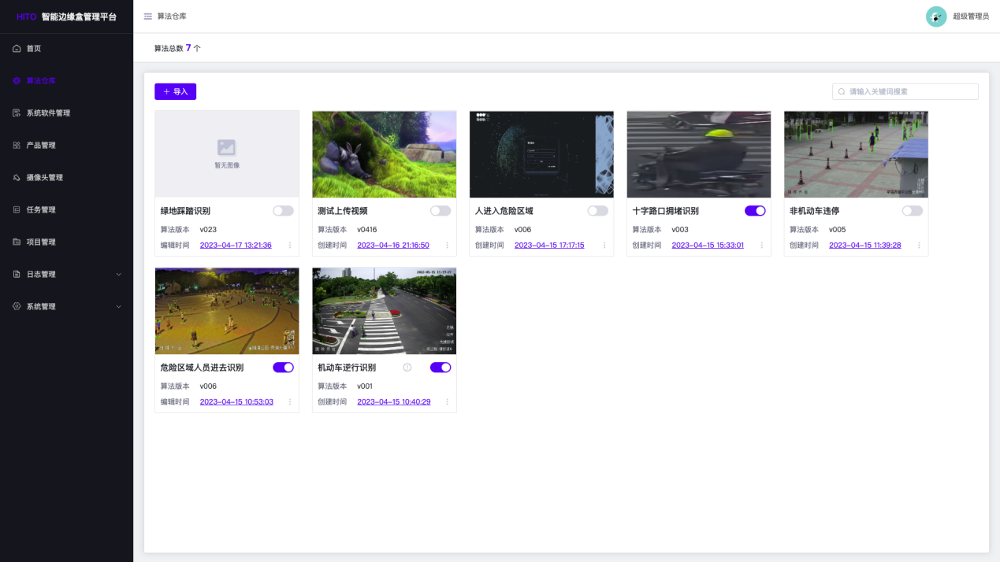 HITO 智能边缘盒管理平台
算法仓库
超级管理员
首页
算法仓库
系统软件管理
产品管理
摄像头管理
任务管理
项目管理
日志管理
系统管理
算法总数 7 个
+ 导入
请输入关键词搜索
暂无图像
绿地踩踏识别
算法版本 v023
编辑时间 2023-04-17 13:21:36
测试上传视频
算法版本 v0416
创建时间 2023-04-16 21:16:50
人进入危险区域
算法版本 v006
创建时间 2023-04-15 17:17:15
十字路口拥堵识别
算法版本 v003
创建时间 2023-04-15 15:33:01
非机动车违停
算法版本 v005
创建时间 2023-04-15 11:39:28
危险区域人员进去识别
算法版本 v006
编辑时间 2023-04-15 10:53:03
机动车逆行识别
算法版本 v001
创建时间 2023-04-15 10:40:29